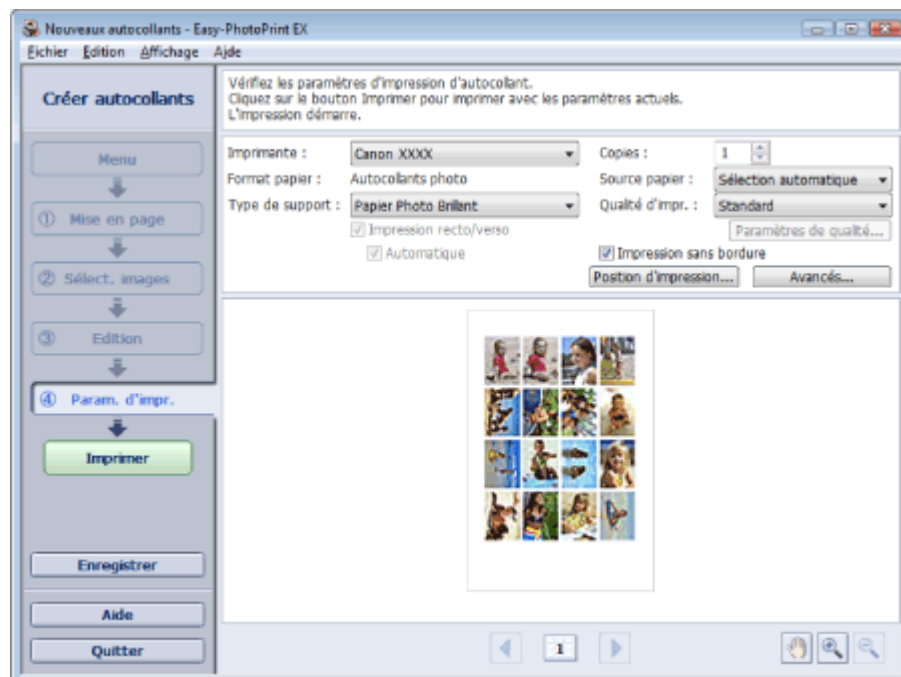 Nouveaux autocollants - Easy-PhotoPrint EX
Fichier Edition Affichage Aide
Créer autocollants
Vérifiez les paramètres d'impression d'autocollant.
Cliquez sur le bouton Imprimer pour imprimer avec les paramètres actuels.
L'impression démarre.
Menu
① Mise en page
② Sélect. images
③ Edition
④ Param. d'impr.
Imprimer
Enregistrer
Aide
Quitter
Imprimante : Canon XXXX Copies : 1
Format papier : Autocollants photo Source papier : Sélection automatique
Type de support : Papier Photo Brillant Qualité d'impr. : Standard
Impression recto/verso Paramètres de qualité...
Automatique Impression sans bordure
Position d'impression... Avancés...
1